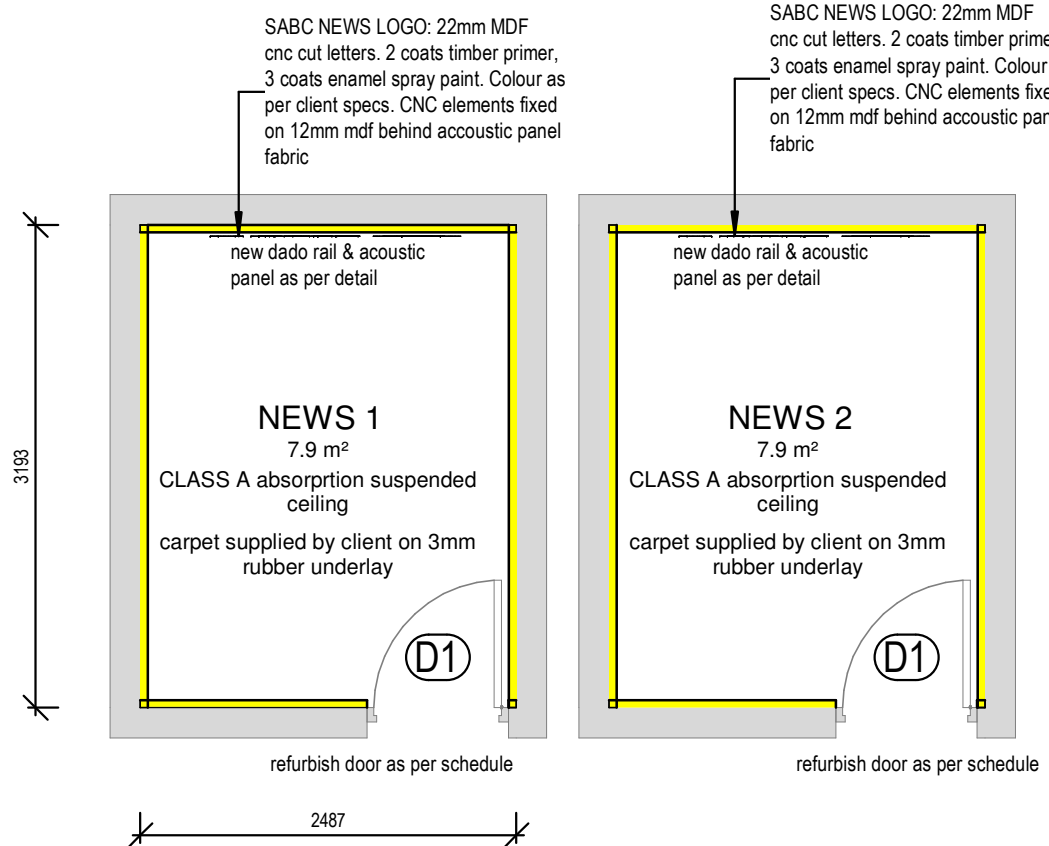 SABC NEWS LOGO: 22mm MDF
cnc cut letters. 2 coats timber primer,
3 coats enamel spray paint. Colour as
per client specs. CNC elements fixed
on 12mm mdf behind accoustic panel
fabric
SABC NEWS LOGO: 22mm MDF
cnc cut letters. 2 coats timber prime
3 coats enamel spray paint. Colour
per client specs. CNC elements fixe
on 12mm mdf behind accoustic pan
fabric
new dado rail & acoustic
panel as per detail
NEWS 1
7.9 m²
CLASS A absorprtion suspended
ceiling
carpet supplied by client on 3mm
rubber underlay
D1
refurbish door as per schedule
new dado rail & acoustic
panel as per detail
NEWS 2
7.9 m²
CLASS A absorprtion suspended
ceiling
carpet supplied by client on 3mm
rubber underlay
D1
refurbish door as per schedule
3193
2487